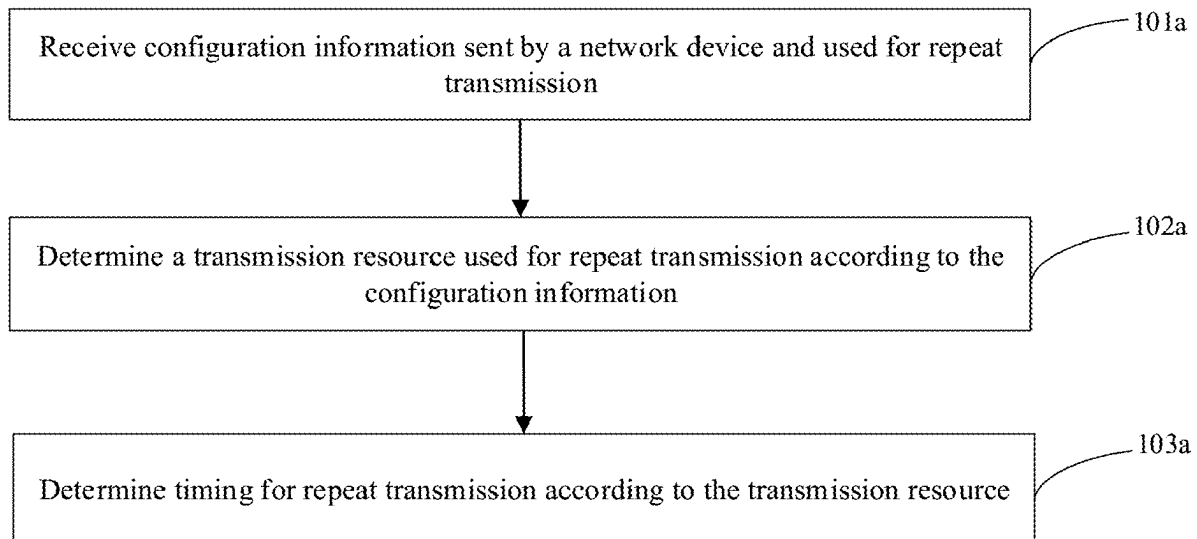 Receive configuration information sent by a network device and used for repeat
transmission
101a
Determine a transmission resource used for repeat transmission according to the
configuration information
102a
Determine timing for repeat transmission according to the transmission resource
103a